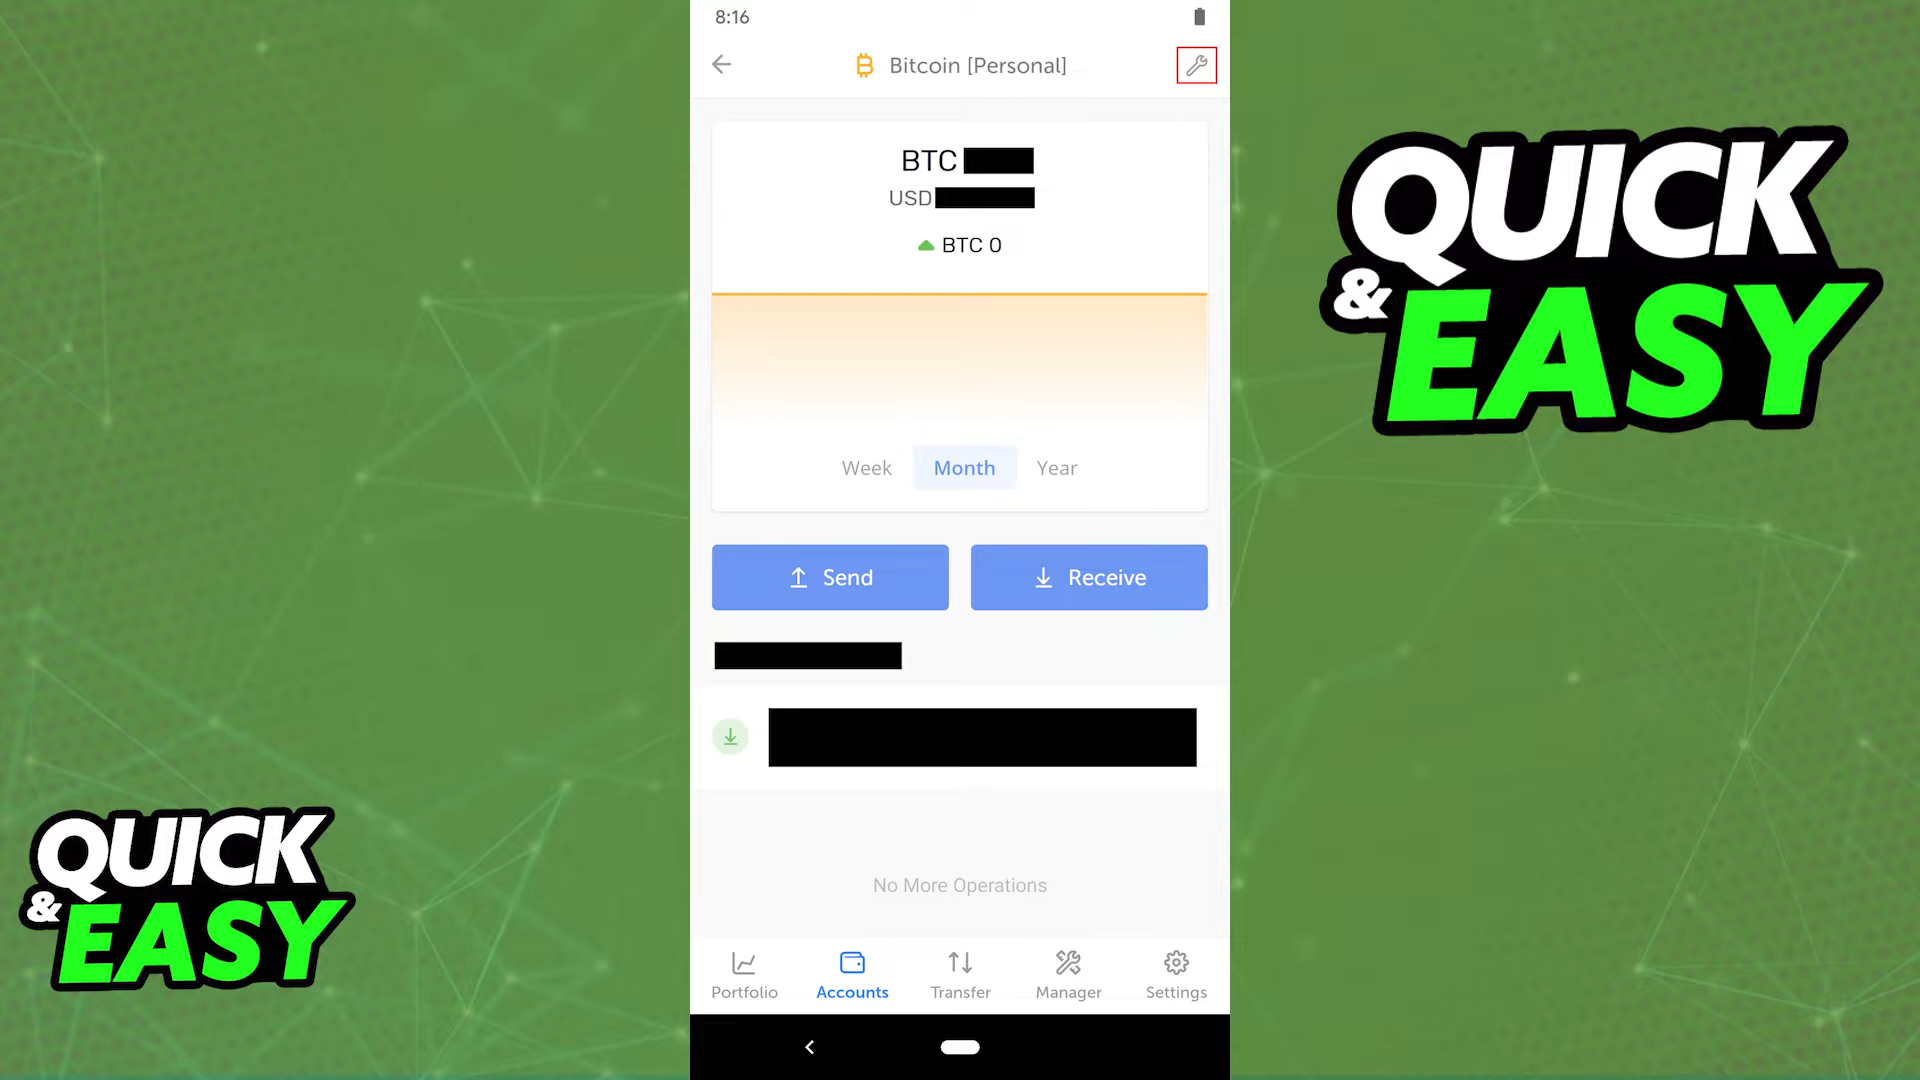 8:16
Bitcoin [Personal]
BTC
USD
BTC 0
Week Month Year
Send Receive
No More Operations
Portfolio Accounts Transfer Manager Settings
QUICK
& EASY
QUICK
& EASY